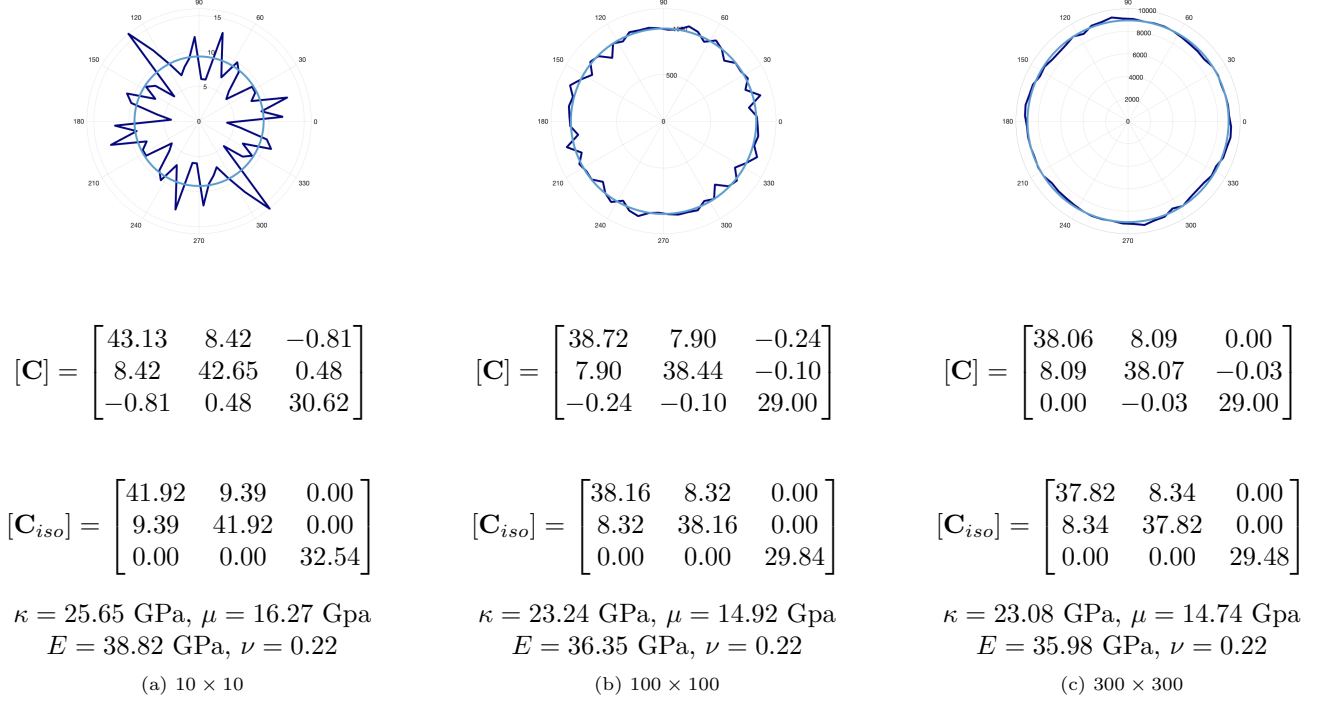 90
120
60
15
10
150
30
5
180
0
0
210
330
240
300
270
90
120
60
150
30
500
180
0
0
210
330
240
300
270
90
10000
120
60
8000
6000
150
30
4000
2000
180
0
0
210
330
240
300
270
[C] = [43.13 8.42 −0.81
8.42 42.65 0.48
−0.81 0.48 30.62]
[C] = [38.72 7.90 −0.24
7.90 38.44 −0.10
−0.24 −0.10 29.00]
[C] = [38.06 8.09 0.00
8.09 38.07 −0.03
0.00 −0.03 29.00]
[C_iso] = [41.92 9.39 0.00
9.39 41.92 0.00
0.00 0.00 32.54]
[C_iso] = [38.16 8.32 0.00
8.32 38.16 0.00
0.00 0.00 29.84]
[C_iso] = [37.82 8.34 0.00
8.34 37.82 0.00
0.00 0.00 29.48]
κ = 25.65 GPa, μ = 16.27 Gpa
E = 38.82 GPa, ν = 0.22
(a) 10 × 10
κ = 23.24 GPa, μ = 14.92 Gpa
E = 36.35 GPa, ν = 0.22
(b) 100 × 100
κ = 23.08 GPa, μ = 14.74 Gpa
E = 35.98 GPa, ν = 0.22
(c) 300 × 300